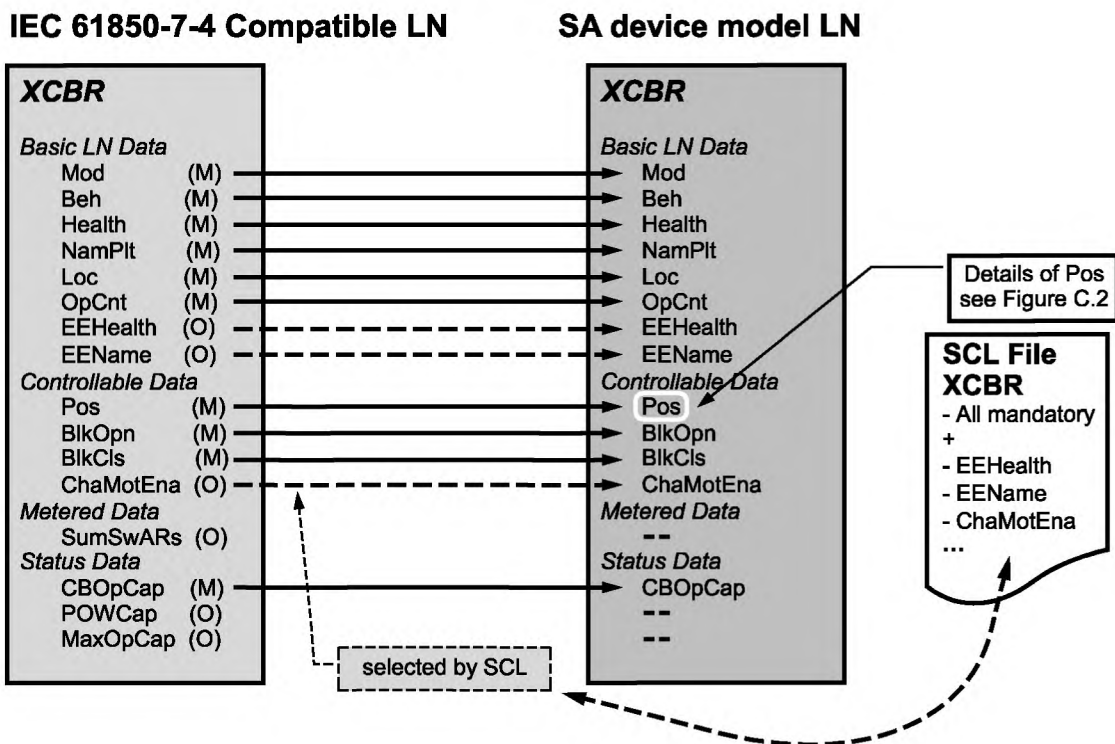 IEC 61850-7-4 Compatible LN
SA device model LN
XCBR
Basic LN Data
Mod (M)
Beh (M)
Health (M)
NamPlt (M)
Loc (M)
OpCnt (M)
EEHealth (O)
EEName (O)
Controllable Data
Pos (M)
BlkOpn (M)
BlkCls (M)
ChaMotEna (O)
Metered Data
SumSwARs (O)
Status Data
CBOpCap (M)
POWCap (O)
MaxOpCap (O)
XCBR
Basic LN Data
Mod
Beh
Health
NamPlt
Loc
OpCnt
EEHealth
EEName
Controllable Data
Pos
BlkOpn
BlkCls
ChaMotEna
Metered Data
--
Status Data
CBOpCap
--
--
Details of Pos
see Figure C.2
SCL File
XCBR
- All mandatory
+
- EEHealth
- EEName
- ChaMotEna
...
selected by SCL